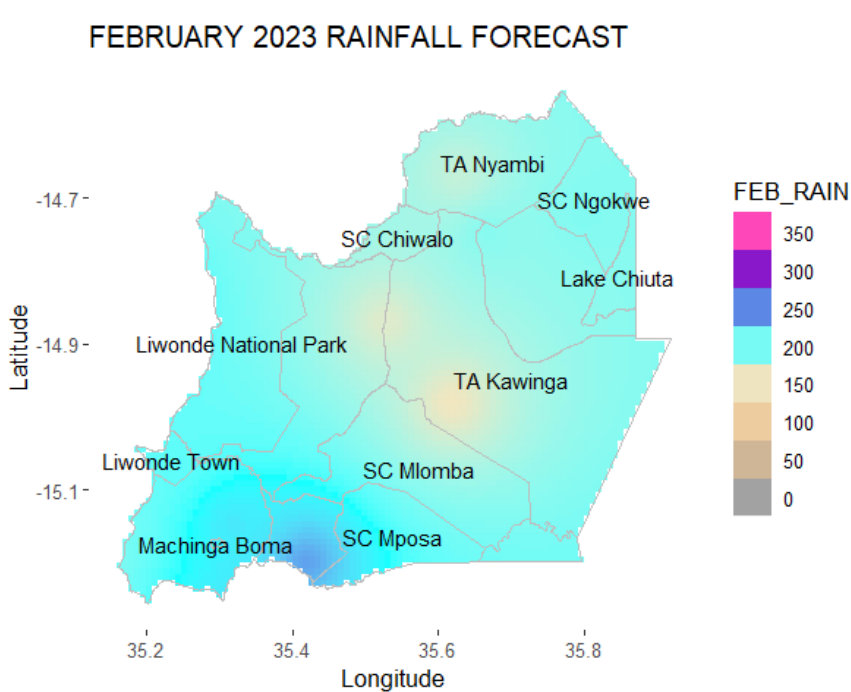 FEBRUARY 2023 RAINFALL FORECAST
TA Nyambi
SC Ngokwe
SC Chiwalo
Lake Chiuta
Liwonde National Park
TA Kawinga
Liwonde Town
SC Mlomba
Machinga Boma
SC Mposa
Latitude
-14.7
-14.9
-15.1
35.2
35.4
35.6
35.8
Longitude
FEB_RAIN
350
300
250
200
150
100
50
0